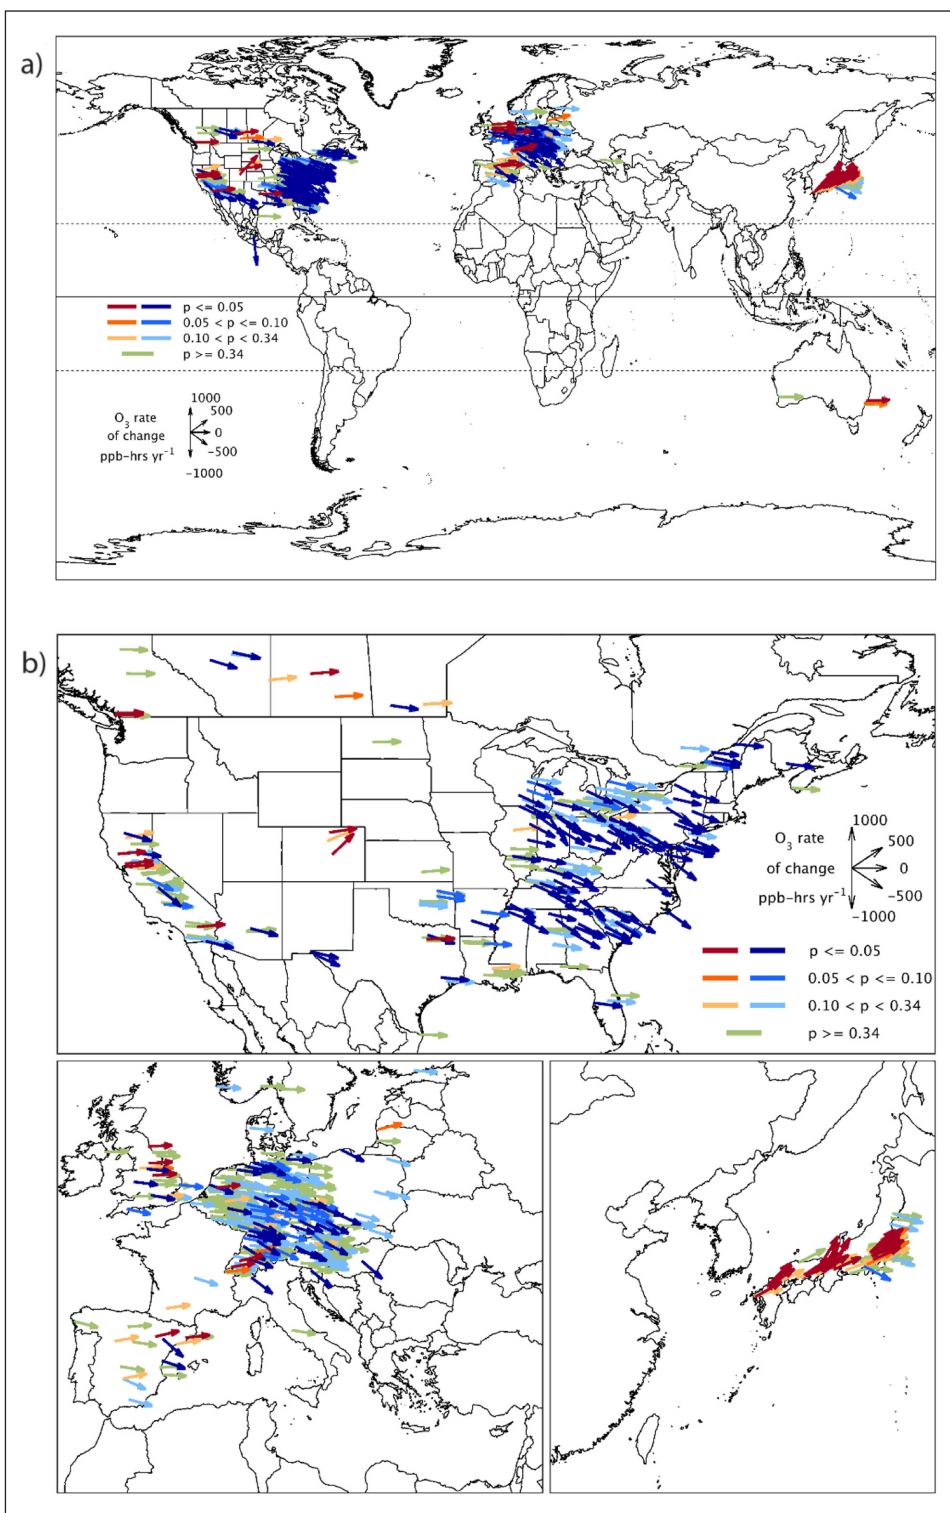 a)
p <= 0.05
0.05 < p <= 0.10
0.10 < p < 0.34
p >= 0.34
1000
500
O3 rate
0
of change
-500
ppb-hrs yr-1
-1000
b)
1000
O3 rate
500
of change
0
ppb-hrs yr-1
-500
-1000
p <= 0.05
0.05 < p <= 0.10
0.10 < p < 0.34
p >= 0.34